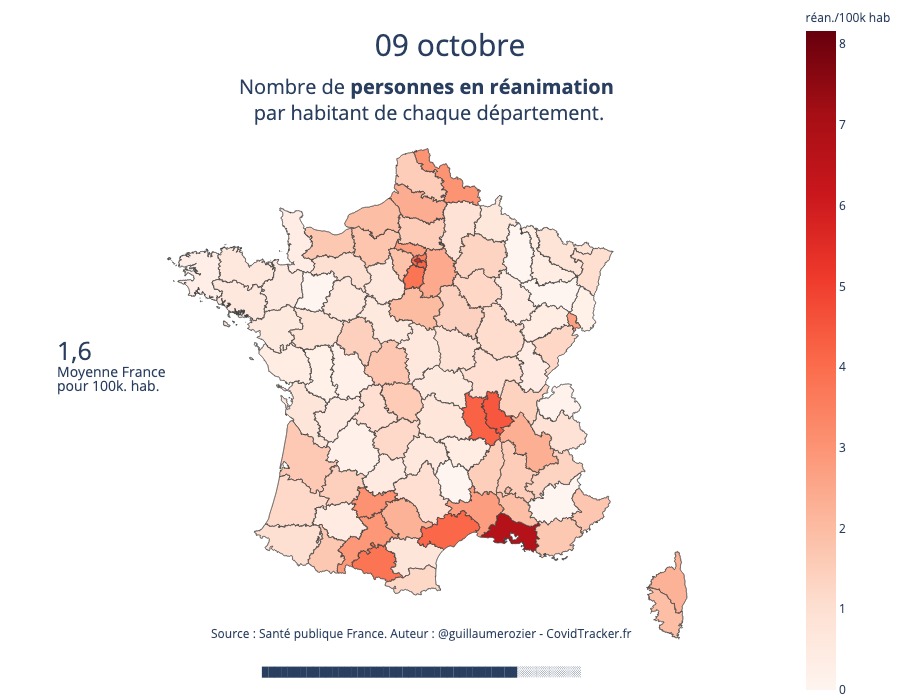 réan./100k hab
09 octobre
Nombre de personnes en réanimation
par habitant de chaque département.
8
7
6
5
4
3
2
1
0
1,6
Moyenne France
pour 100k. hab.
Source : Santé publique France. Auteur : @guillaumerozier - CovidTracker.fr